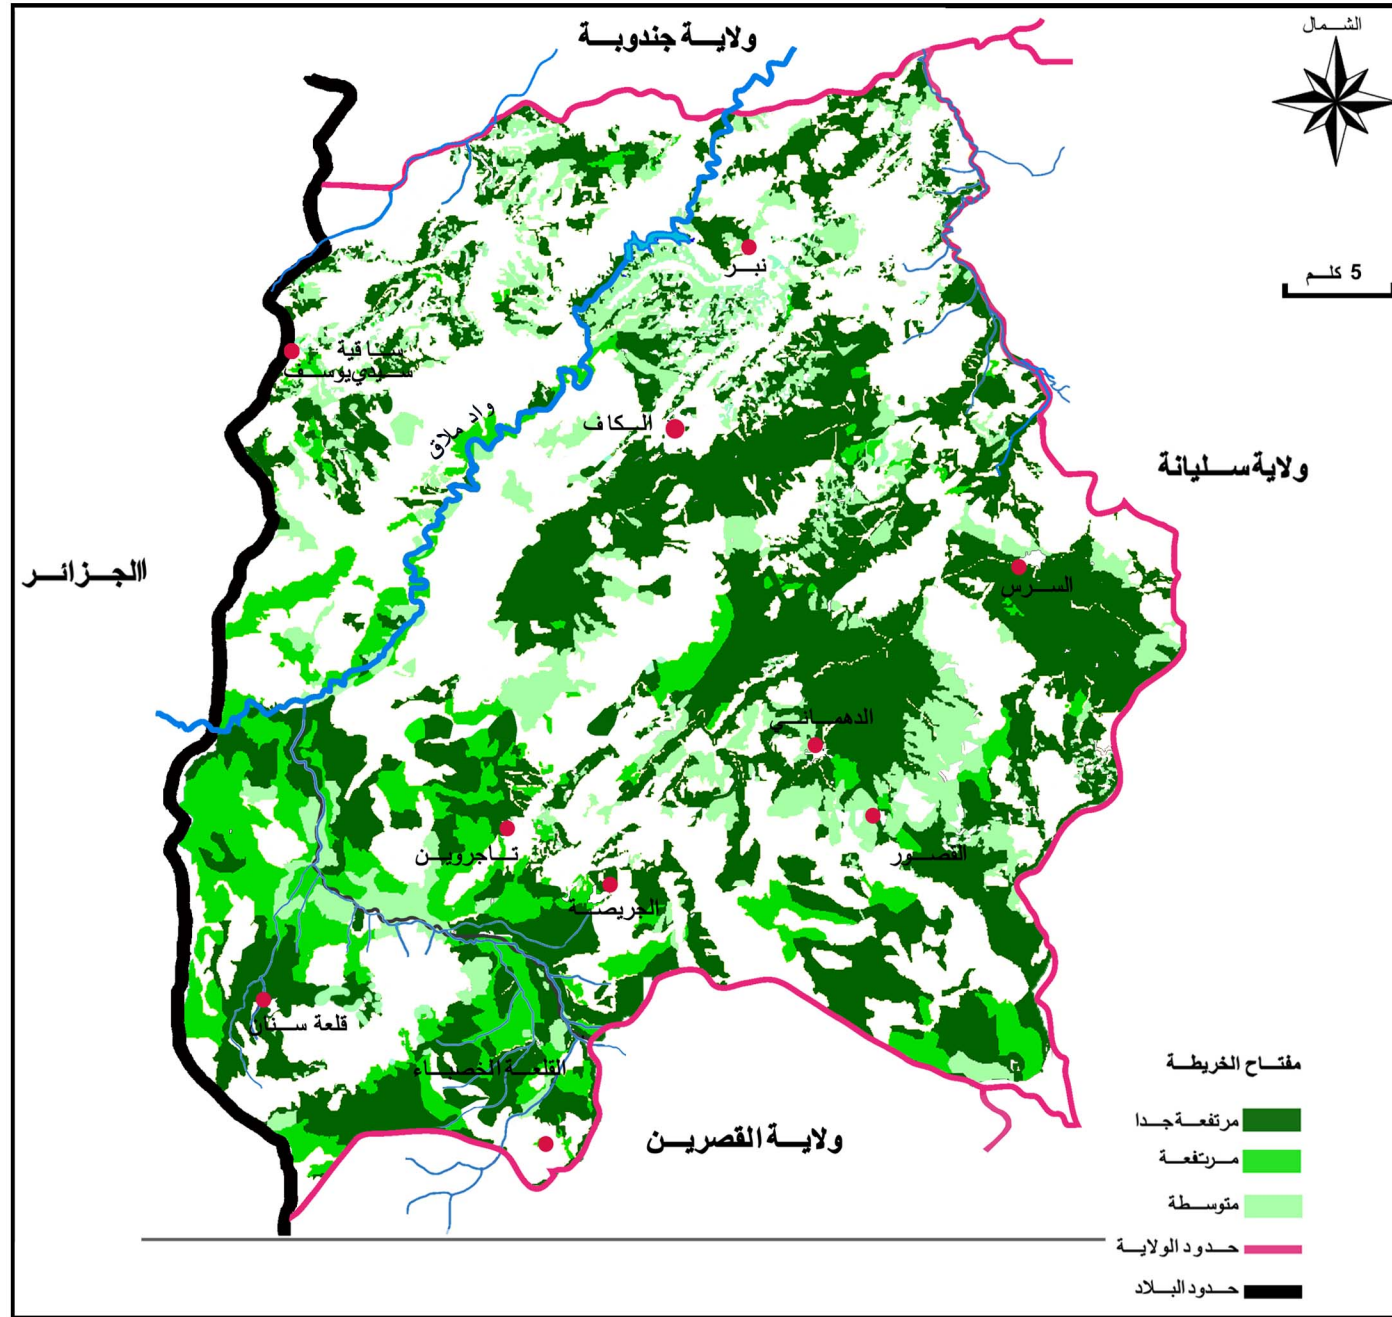 الشمال
ولاية جندوبة
5 كلم
نبر
ساقية
سيدي يوسف
الكاف
واد ملاق
ولاية سليانة
االجزائر
السرس
الدهماني
تاجروين
القصور
الجريصة
قلعة سنان
القلعة الخصباء
ولاية القصرين
مفتاح الخريطة
مرتفعة جدا
مرتفعة
متوسطة
حدود الولاية
حدود البلاد